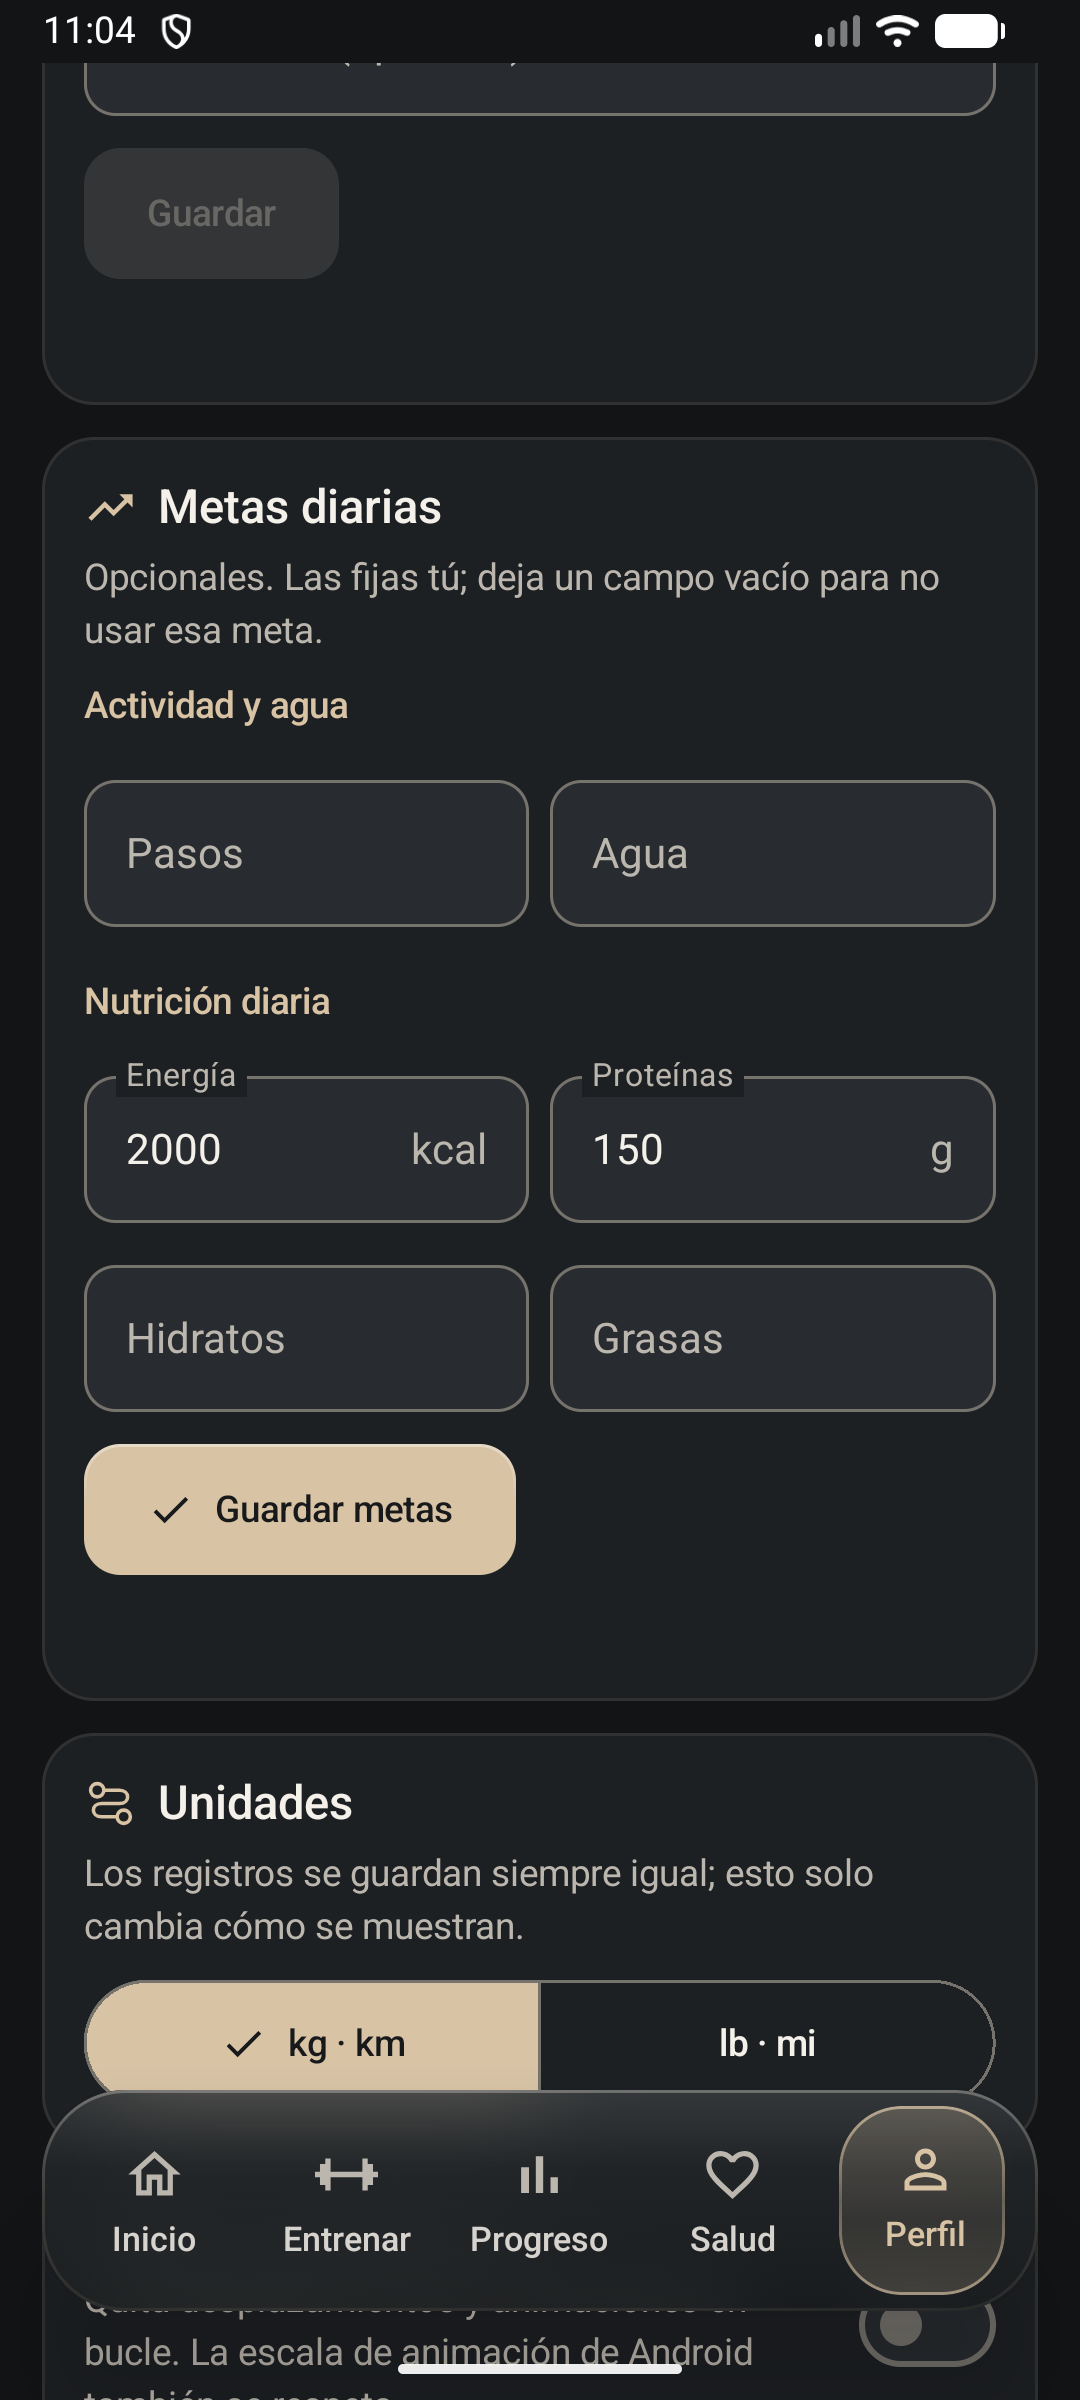 11:04
Guardar
Metas diarias
Opcionales. Las fijas tú; deja un campo vacío para no
usar esa meta.
Actividad y agua
Pasos
Agua
Nutrición diaria
Energía
2000 kcal
Proteínas
150 g
Hidratos
Grasas
Guardar metas
Unidades
Los registros se guardan siempre igual; esto solo
cambia cómo se muestran.
kg · km
lb · mi
Inicio
Entrenar
Progreso
Salud
Perfil
bucle. La escala de animación de Android